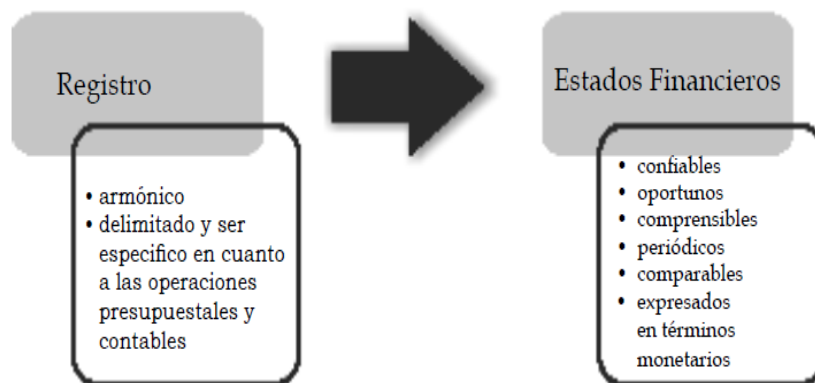 Registro
• armónico
• delimitado y ser
especifico en cuanto
a las operaciones
presupuestales y
contables
Estados Financieros
• confiables
• oportunos
• comprensibles
• periódicos
• comparables
• expresados
en términos
monetarios